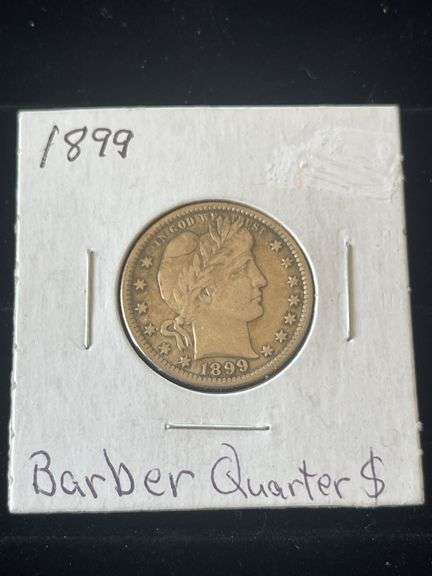 1899
IN GOD WE TRUST
1899
Barber Quarter $